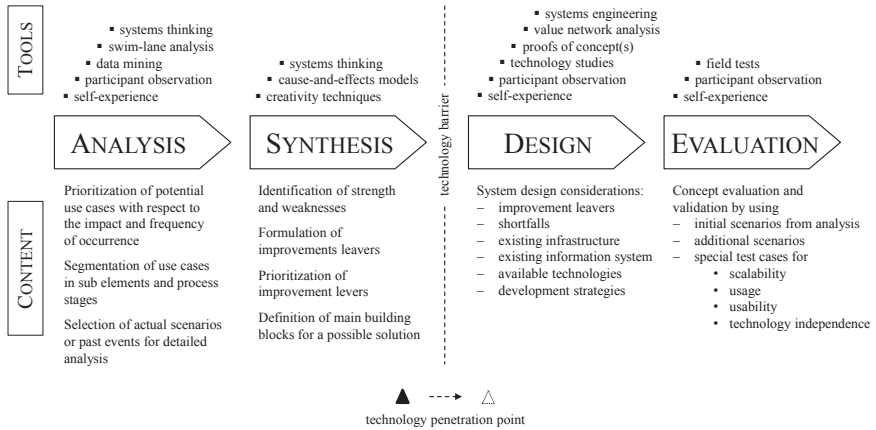 TOOLS
▪ systems thinking
▪ swim-lane analysis
▪ data mining
▪ participant observation
▪ self-experience
▪ systems thinking
▪ cause-and-effects models
▪ creativity techniques
▪ systems engineering
▪ value network analysis
▪ proofs of concept(s)
▪ technology studies
▪ participant observation
▪ self-experience
▪ field tests
▪ participant observation
▪ self-experience
ANALYSIS
SYNTHESIS
technology barrier
DESIGN
EVALUATION
CONTENT
Prioritization of potential
use cases with respect to
the impact and frequency
of occurrence
Segmentation of use cases
in sub elements and process
stages
Selection of actual scenarios
or past events for detailed
analysis
Identification of strength
and weaknesses
Formulation of
improvements leavers
Prioritization of
improvement levers
Definition of main building
blocks for a possible solution
System design considerations:
– improvement leavers
– shortfalls
– existing infrastructure
– existing information system
– available technologies
– development strategies
Concept evaluation and
validation by using
– initial scenarios from analysis
– additional scenarios
– special test cases for
• scalability
• usage
• usability
• technology independence
technology penetration point